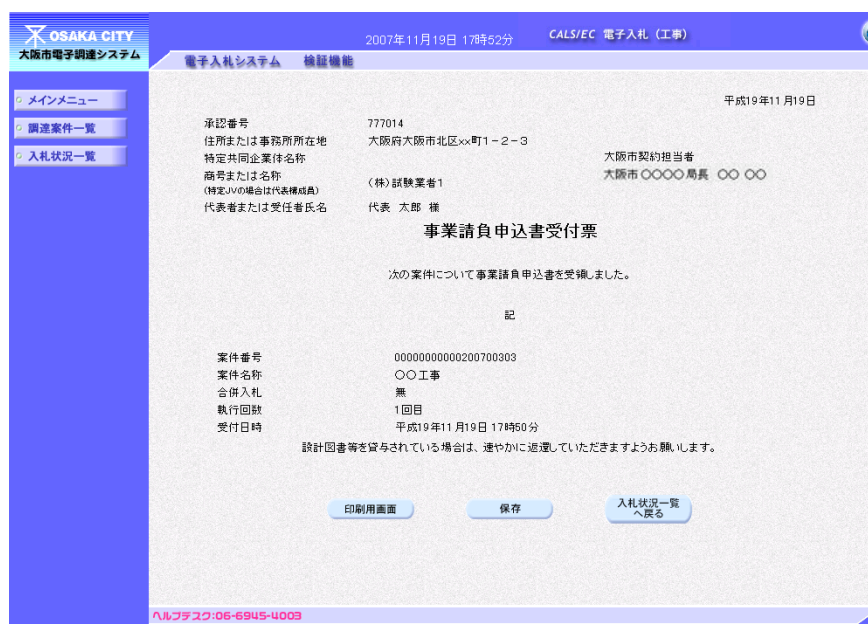 OSAKA CITY
大阪市電子調達システム
2007年11月19日 17時52分
CALS/EC 電子入札（工事）
電子入札システム 検証機能
メインメニュー
調達案件一覧
入札状況一覧
平成19年11月19日
承認番号 777014
住所または事務所所在地 大阪府大阪市北区xx町1－2－3
特定共同企業体名称
大阪市契約担当者
商号または名称
(特定JVの場合は代表構成員)
(株)試験業者1
大阪市○○○○局長 ○○ ○○
代表者または受任者氏名 代表 太郎 様
事業請負申込書受付票
次の案件について事業請負申込書を受領しました。
記
案件番号 00000000000200700303
案件名称 ○○工事
合併入札 無
執行回数 1回目
受付日時 平成19年11月19日 17時50分
設計図書等を貸与されている場合は、速やかに返還していただきますようお願いします。
印刷用画面
保存
入札状況一覧
へ戻る
ヘルプデスク:06-6945-4003